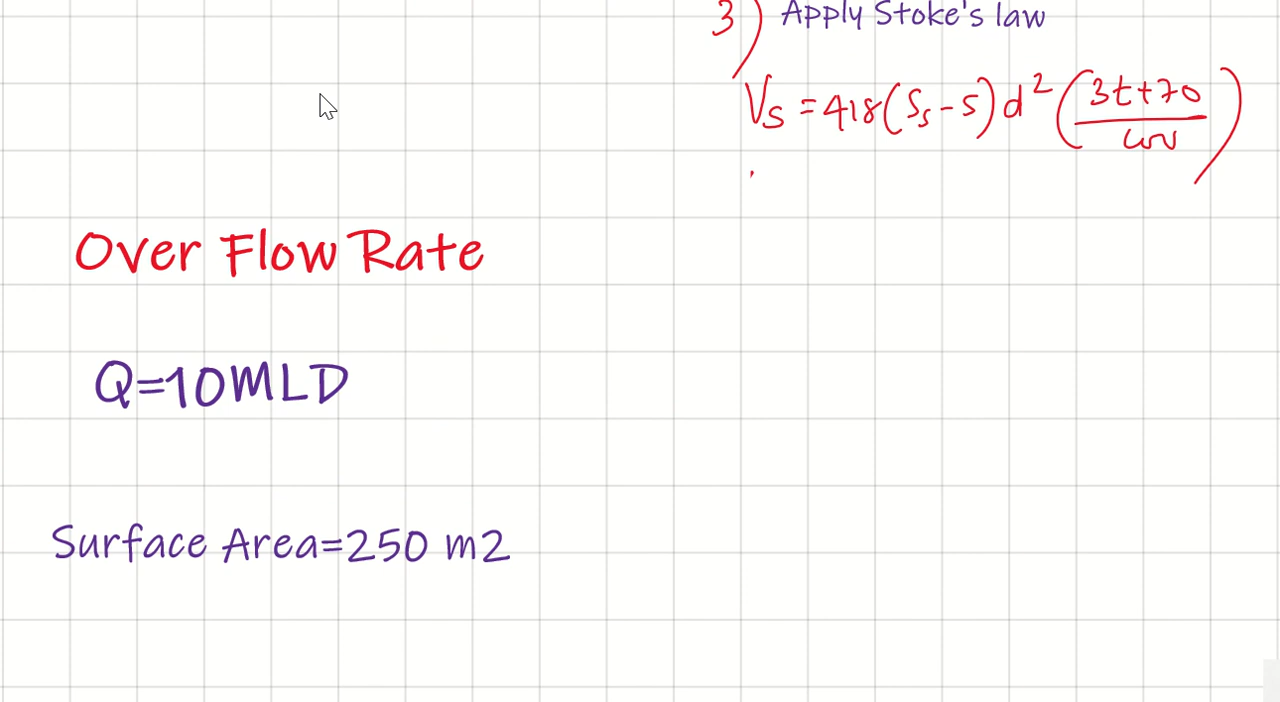 3) Apply Stoke's law
Vs = 418(Ss - S)d² (3t+70 / 100)
Over Flow Rate
Q=10MLD
Surface Area=250 m2